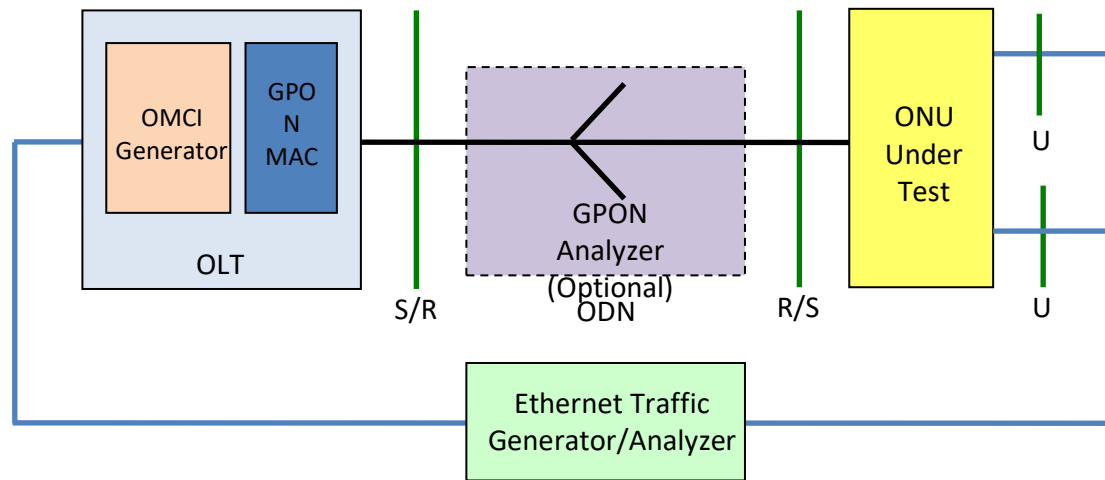 OMCI
Generator
GPO
N
MAC
OLT
S/R
GPON
Analyzer
(Optional)
ODN
R/S
ONU
Under
Test
U
U
Ethernet Traffic
Generator/Analyzer